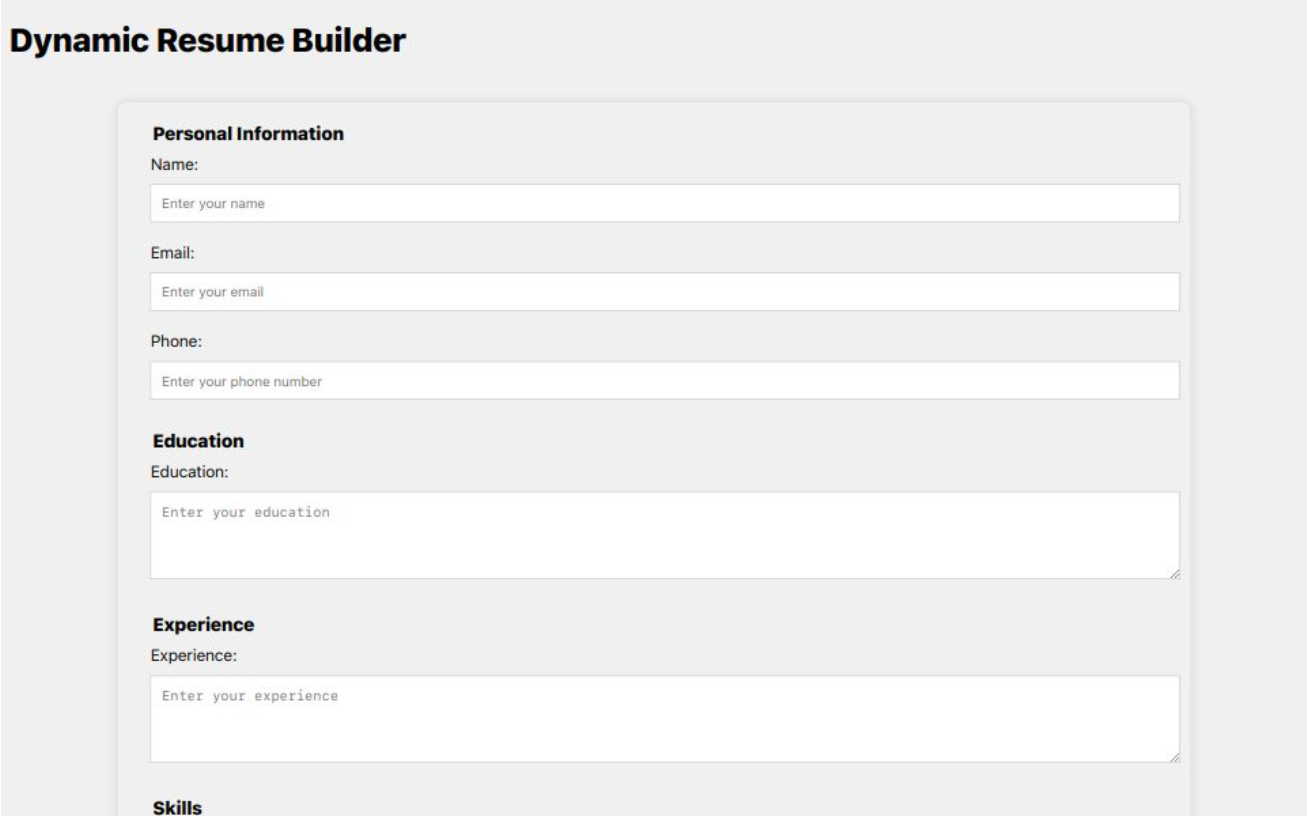 Dynamic Resume Builder
Personal Information
Name:
Enter your name
Email:
Enter your email
Phone:
Enter your phone number
Education
Education:
Enter your education
Experience
Experience:
Enter your experience
Skills